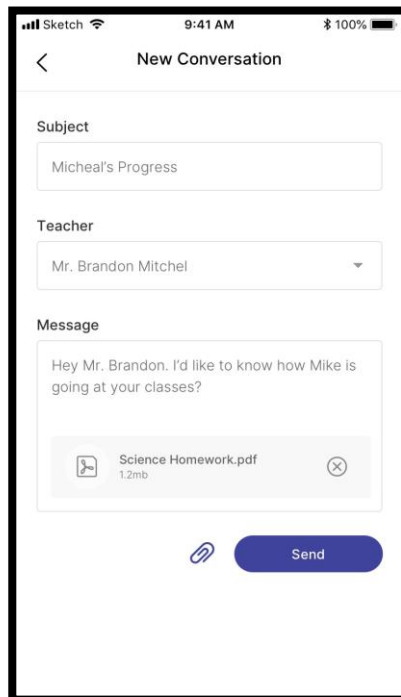 Sketch 9:41 AM 100%
New Conversation
Subject
Micheal's Progress
Teacher
Mr. Brandon Mitchel
Message
Hey Mr. Brandon. I'd like to know how Mike is
going at your classes?
Science Homework.pdf
1.2mb
Send